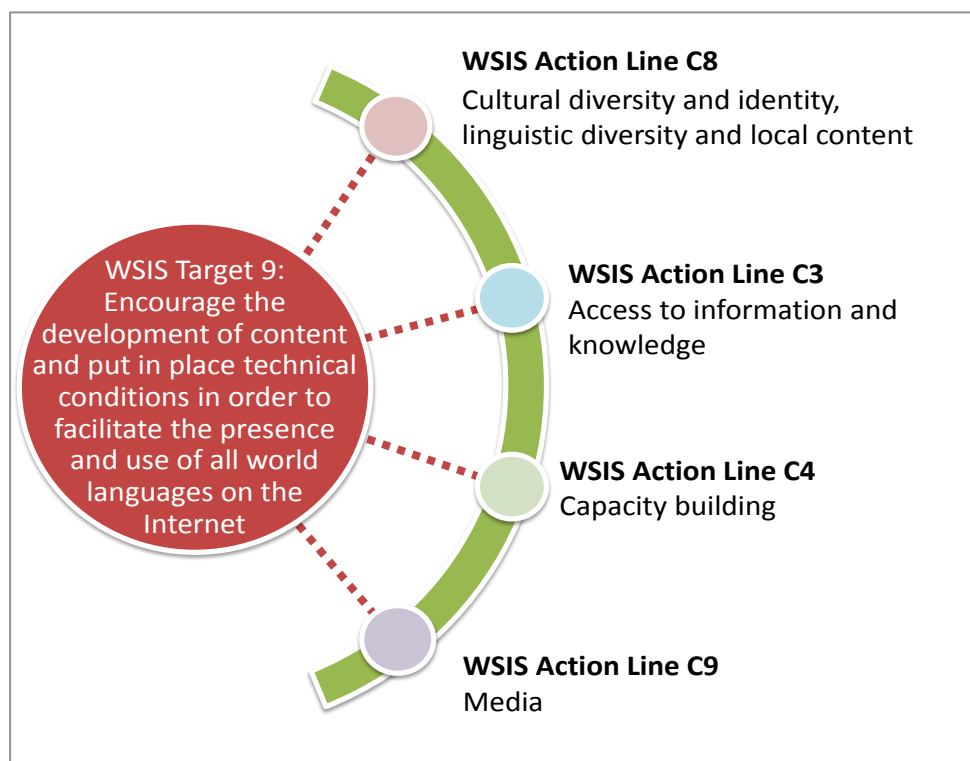 WSIS Action Line C8
Cultural diversity and identity,
linguistic diversity and local content
WSIS Target 9:
Encourage the
development of content
and put in place technical
conditions in order to
facilitate the presence
and use of all world
languages on the
Internet
WSIS Action Line C3
Access to information and
knowledge
WSIS Action Line C4
Capacity building
WSIS Action Line C9
Media